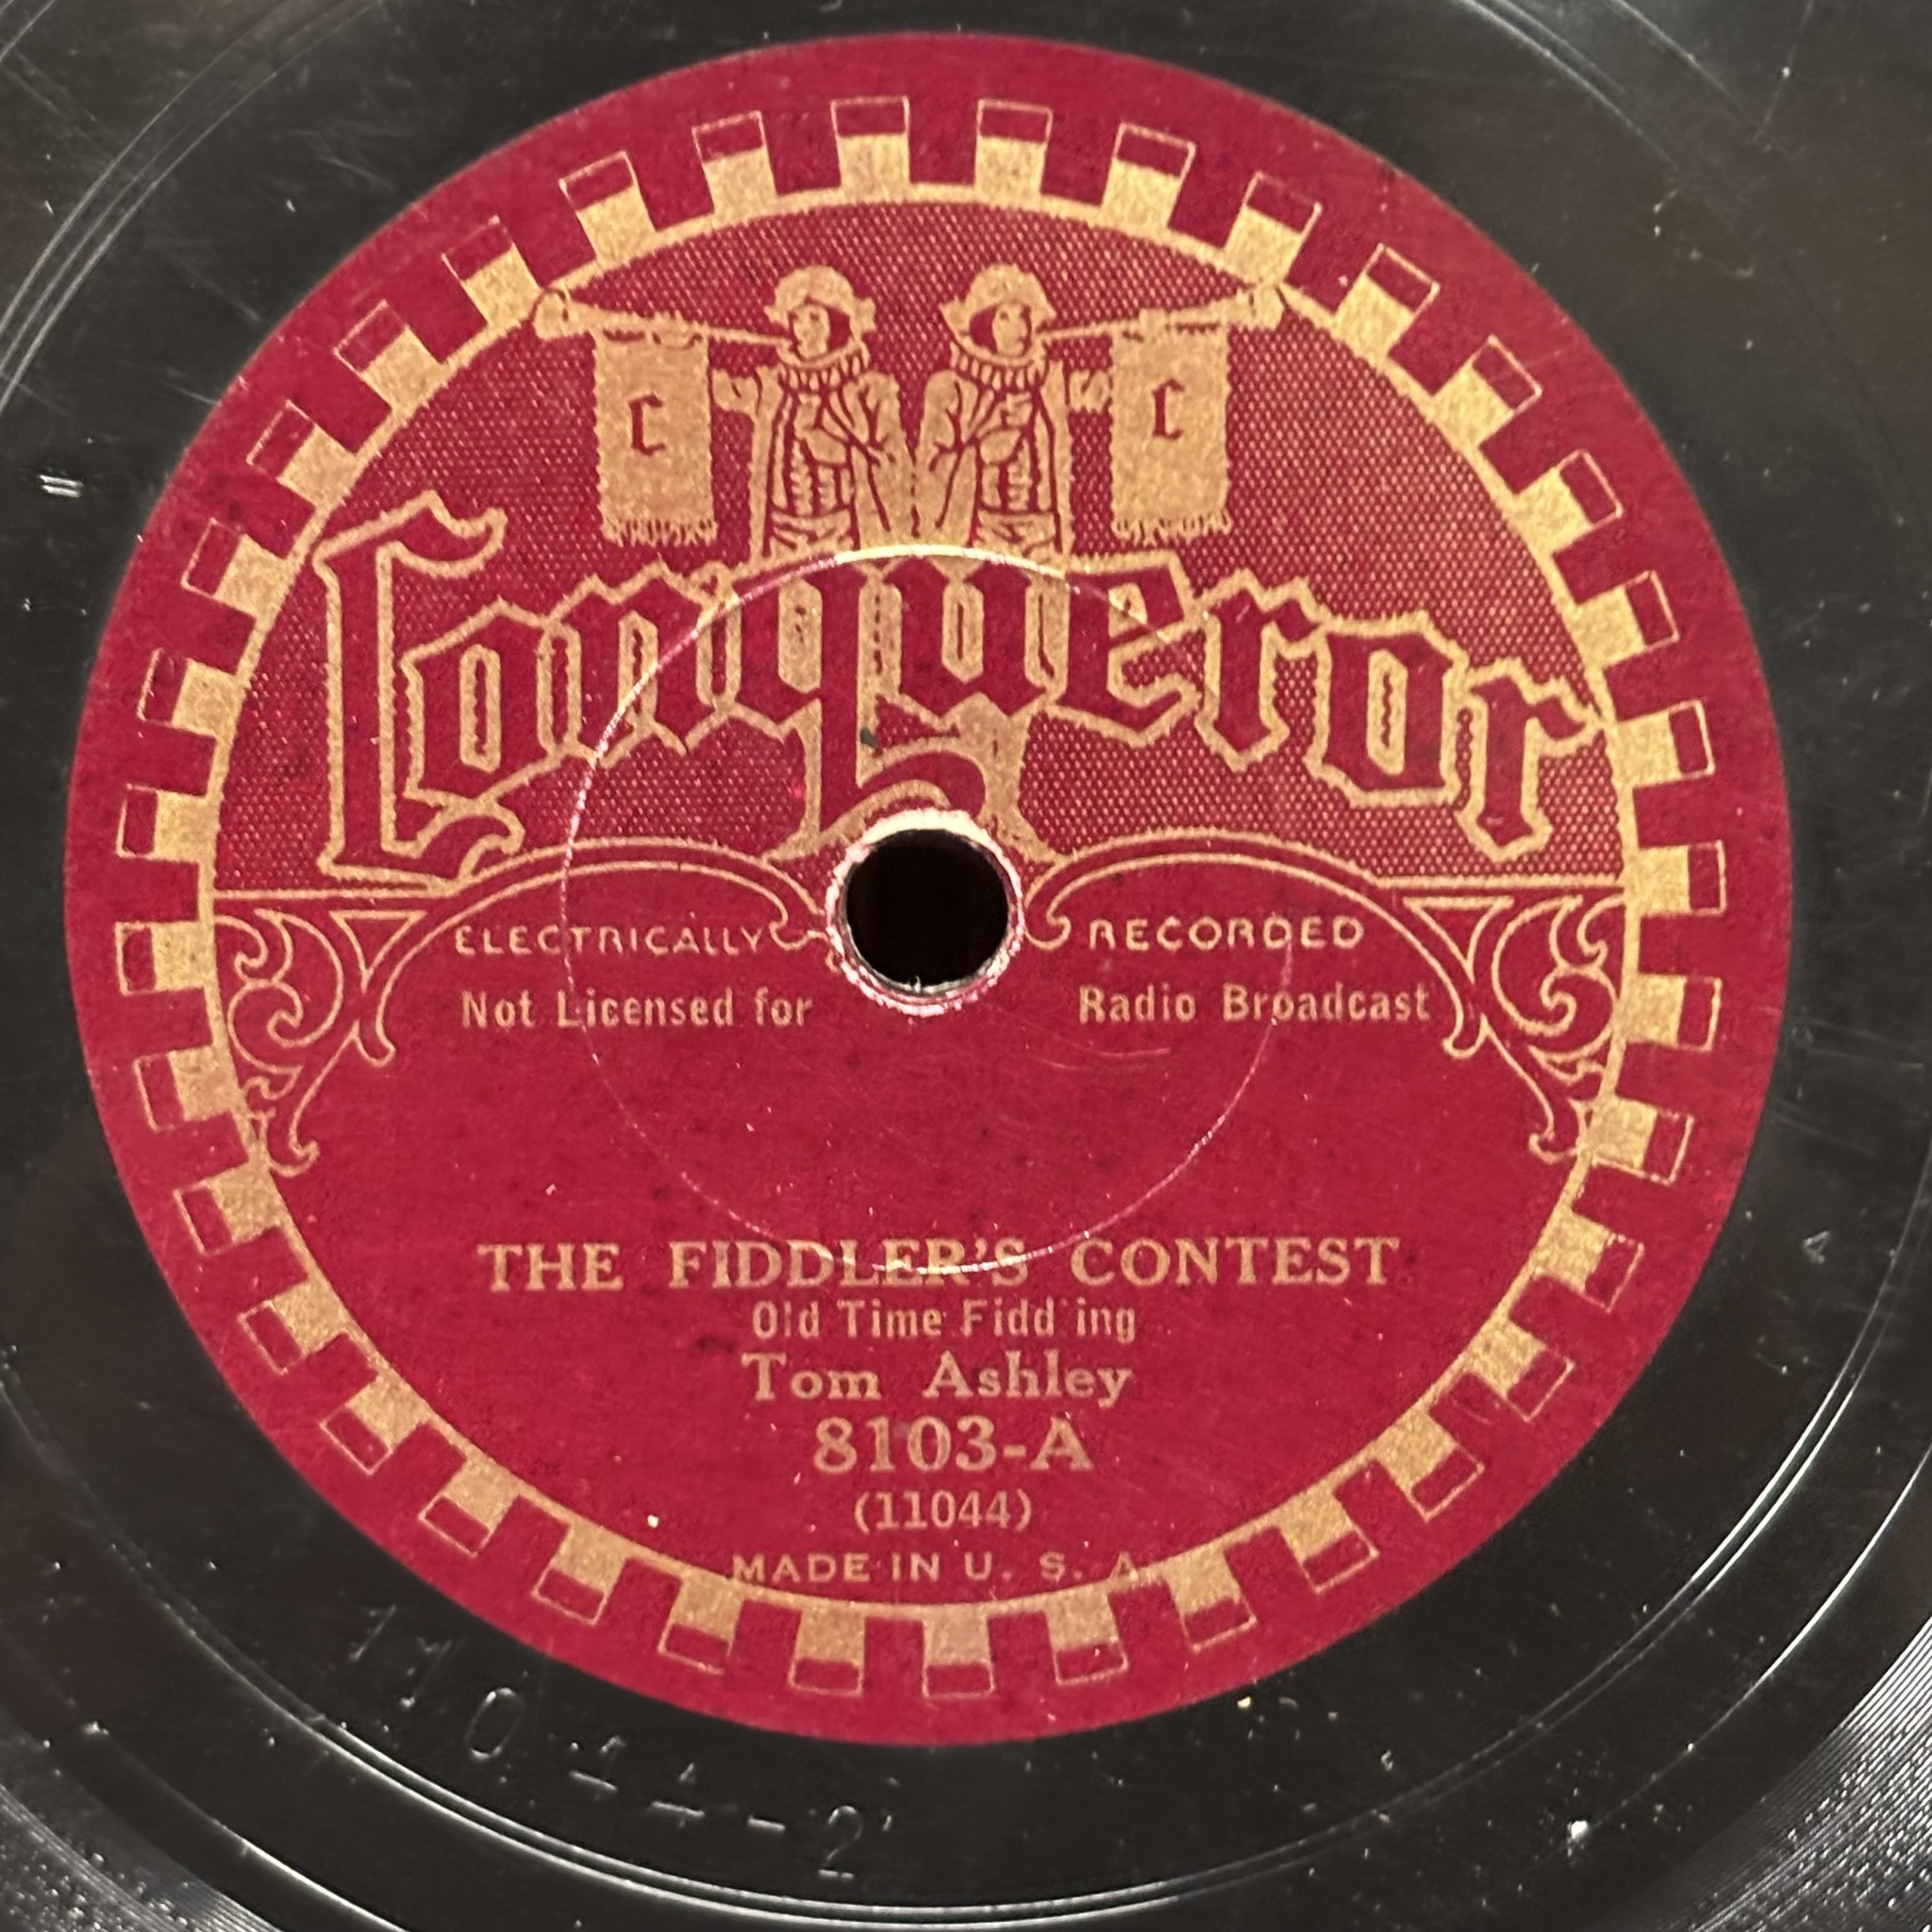 C C
Conqueror
ELECTRICALLY RECORDED
Not Licensed for Radio Broadcast
THE FIDDLER'S CONTEST
Old Time Fidd ing
Tom Ashley
8103-A
(11044)
MADE IN U. S. A
11044-2